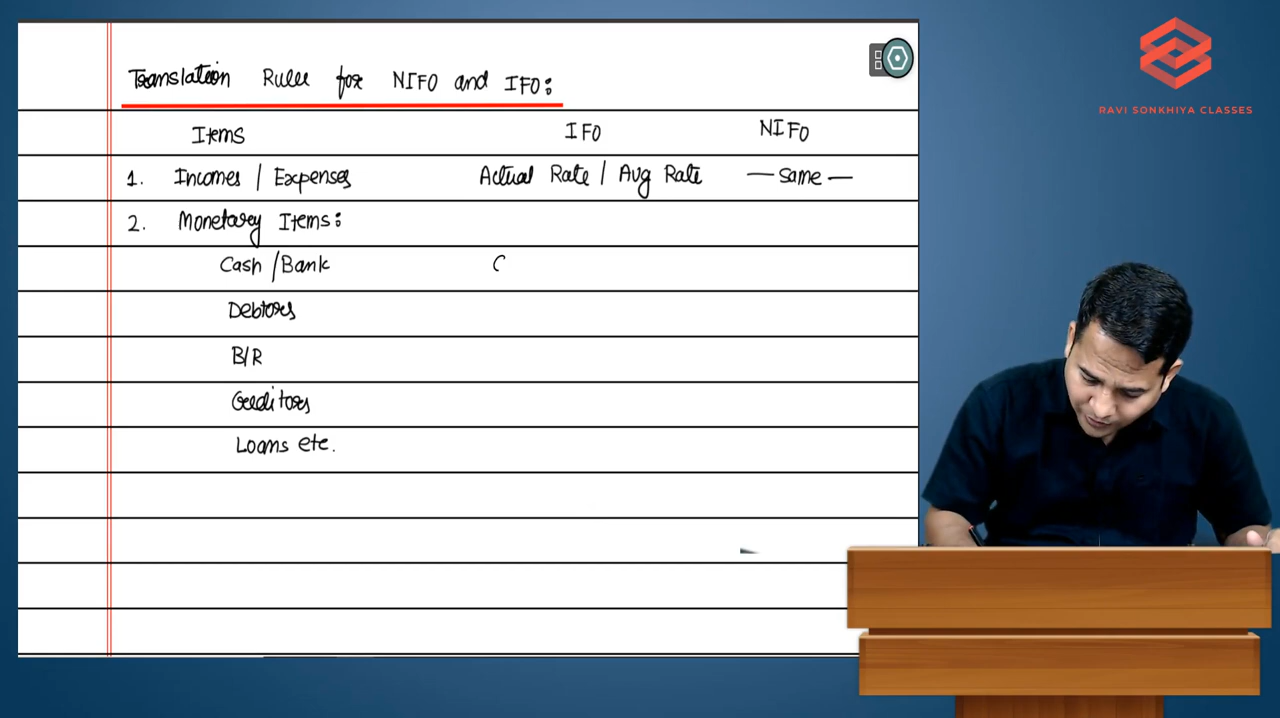 Translation Rules for NIFO and IFO:
RAVI SONKHIYA CLASSES
Items IFO NIFO
1. Incomes / Expenses Actual Rate / Avg Rate — Same —
2. Monetary Items:
Cash / Bank C
Debtors
B/R
Creditors
Loans etc.